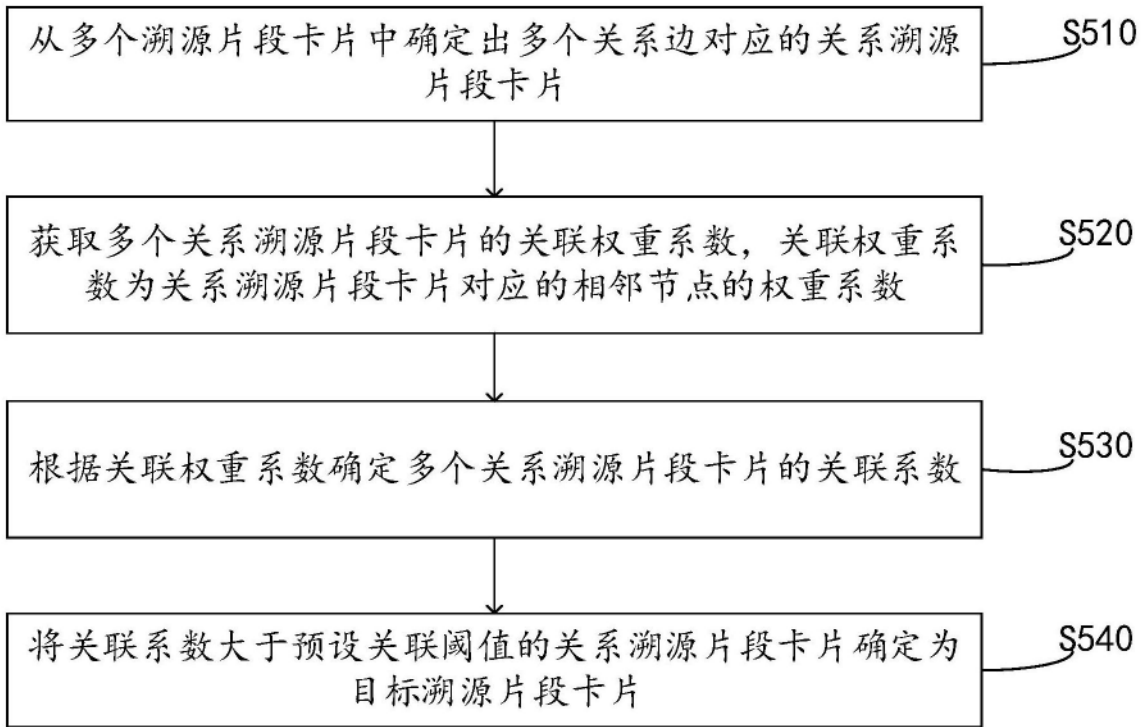 从多个溯源片段卡片中确定出多个关系边对应的关系溯源
片段卡片
S510
获取多个关系溯源片段卡片的关联权重系数，关联权重系
数为关系溯源片段卡片对应的相邻节点的权重系数
S520
根据关联权重系数确定多个关系溯源片段卡片的关联系数
S530
将关联系数大于预设关联阈值的关系溯源片段卡片确定为
目标溯源片段卡片
S540